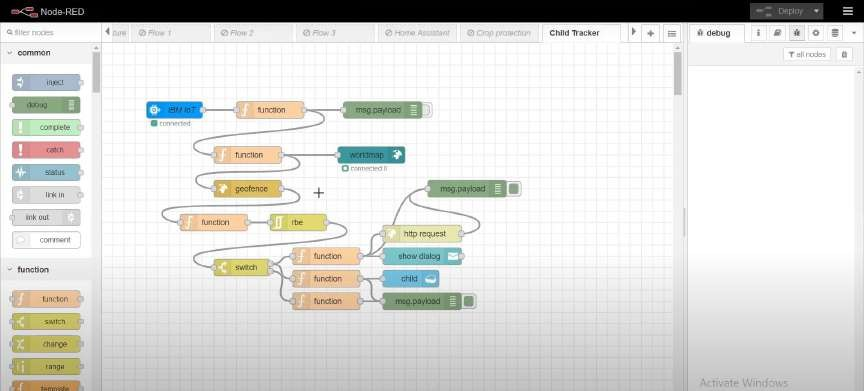 Node-RED
Deploy
filter nodes
ture
Flow 1
Flow 2
Flow 3
Home Assistant
Crop protection
Child Tracker
debug
i
all nodes
common
inject
debug
complete
catch
status
link in
link out
comment
function
function
switch
change
range
template
IBM IoT
connected
function
msg.payload
function
worldmap
geofence
msg.payload
function
rbe
http request
switch
function
show dialog
function
child
function
msg.payload
Activate Windows